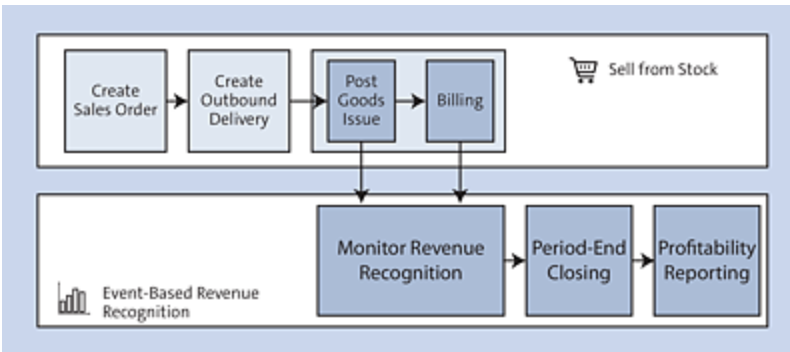 Create
Sales Order
Create
Outbound
Delivery
Post
Goods
Issue
Billing
Sell from Stock
Monitor Revenue
Recognition
Period-End
Closing
Profitability
Reporting
Event-Based Revenue
Recognition